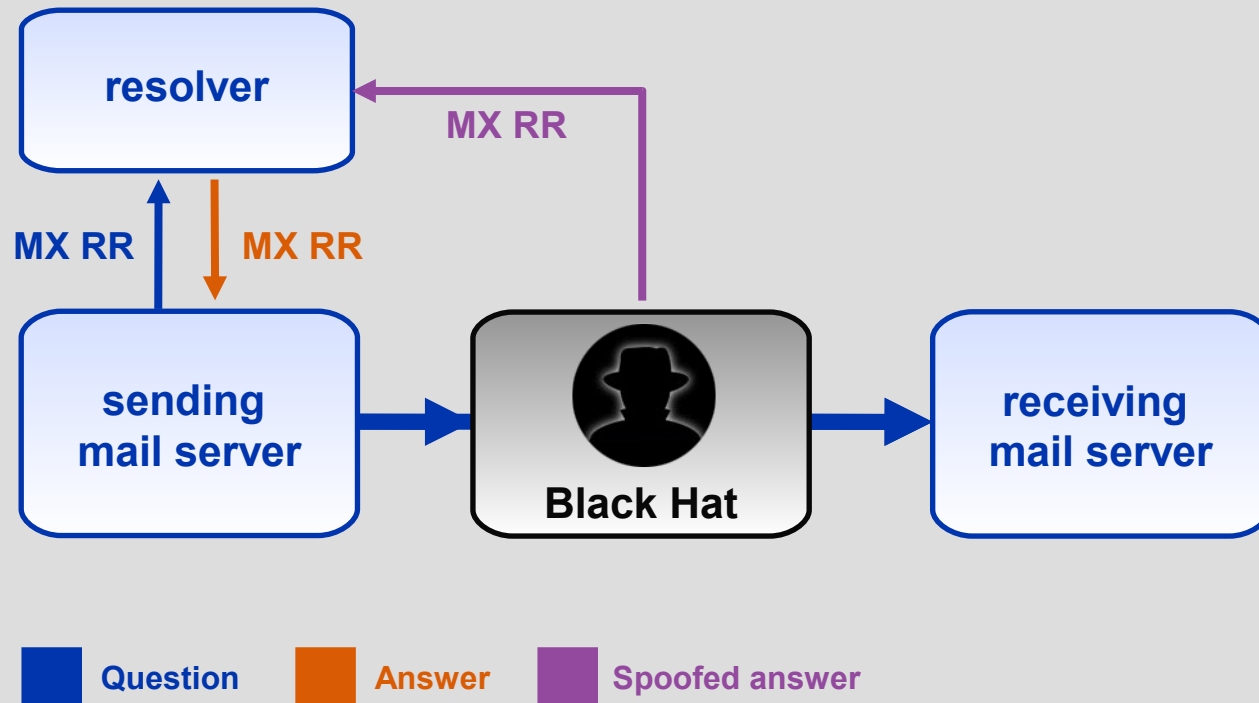 resolver
MX RR
MX RR
MX RR
sending
mail server
Black Hat
receiving
mail server
Question
Answer
Spoofed answer